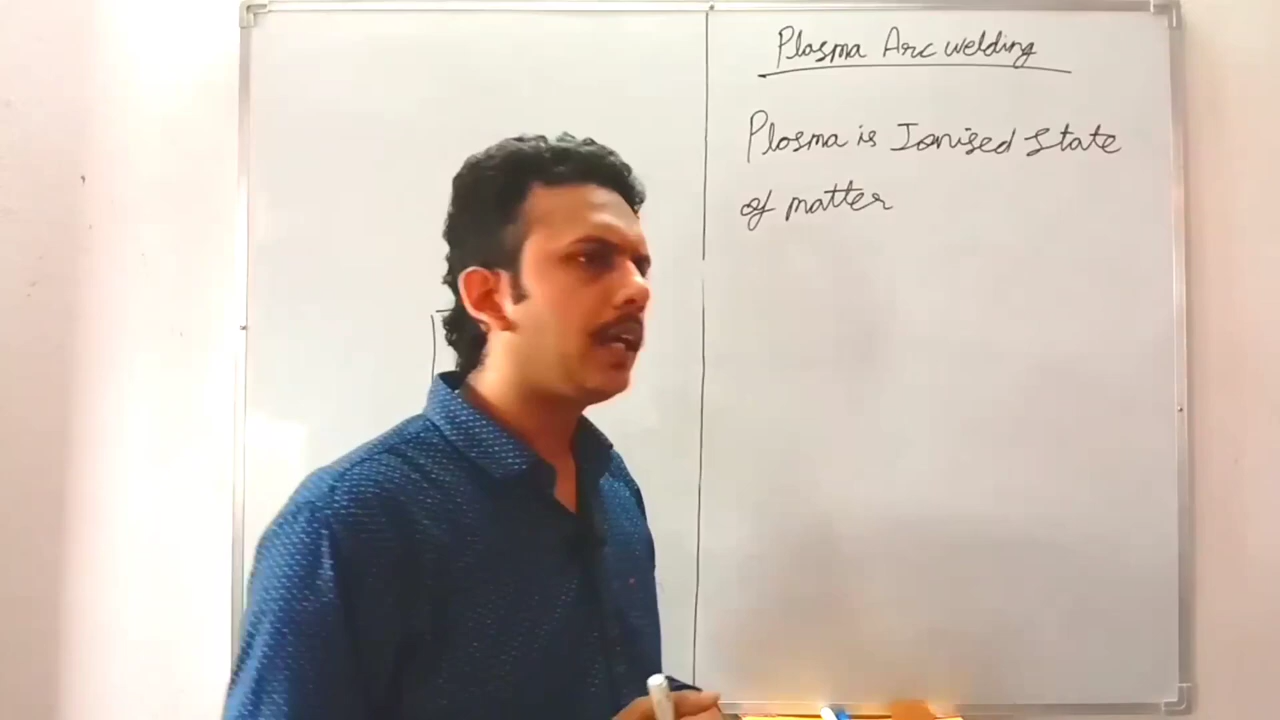 Plasma Arc welding
Plasma is Ionised state
of matter